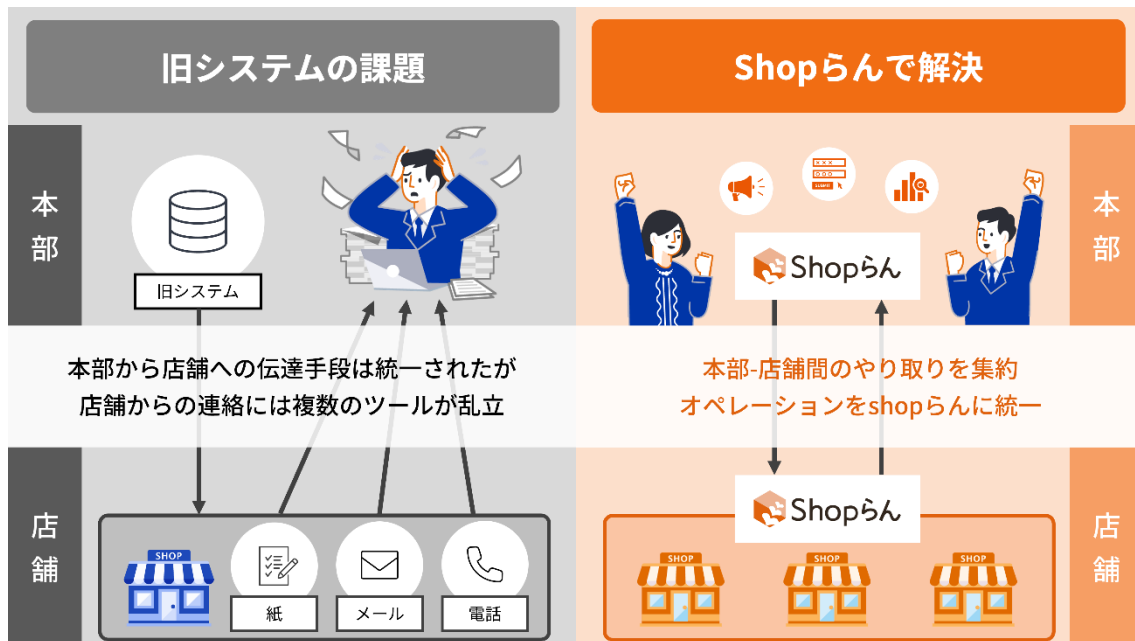 旧システムの課題
Shopらんで解決
本部
旧システム
本部
Shopらん
本部から店舗への伝達手段は統一されたが
店舗からの連絡には複数のツールが乱立
本部-店舗間のやり取りを集約
オペレーションをshopらんに統一
店舗
SHOP
紙
メール
電話
Shopらん
SHOP
SHOP
SHOP
店舗